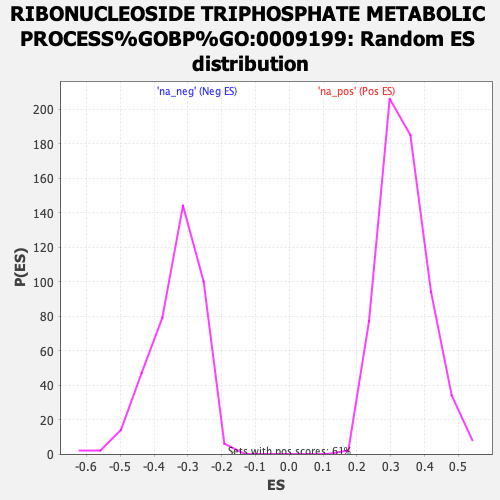 RIBONUCLEOSIDE TRIPHOSPHATE METABOLIC
PROCESS%GOBP%GO:0009199: Random ES
distribution
'na_neg' (Neg ES)
'na_pos' (Pos ES)
200
180
160
140
120
100
80
60
40
20
0
P(ES)
Sets with pos scores: 61%
-0.6 -0.5 -0.4 -0.3 -0.2 -0.1 0.0 0.1 0.2 0.3 0.4 0.5
ES